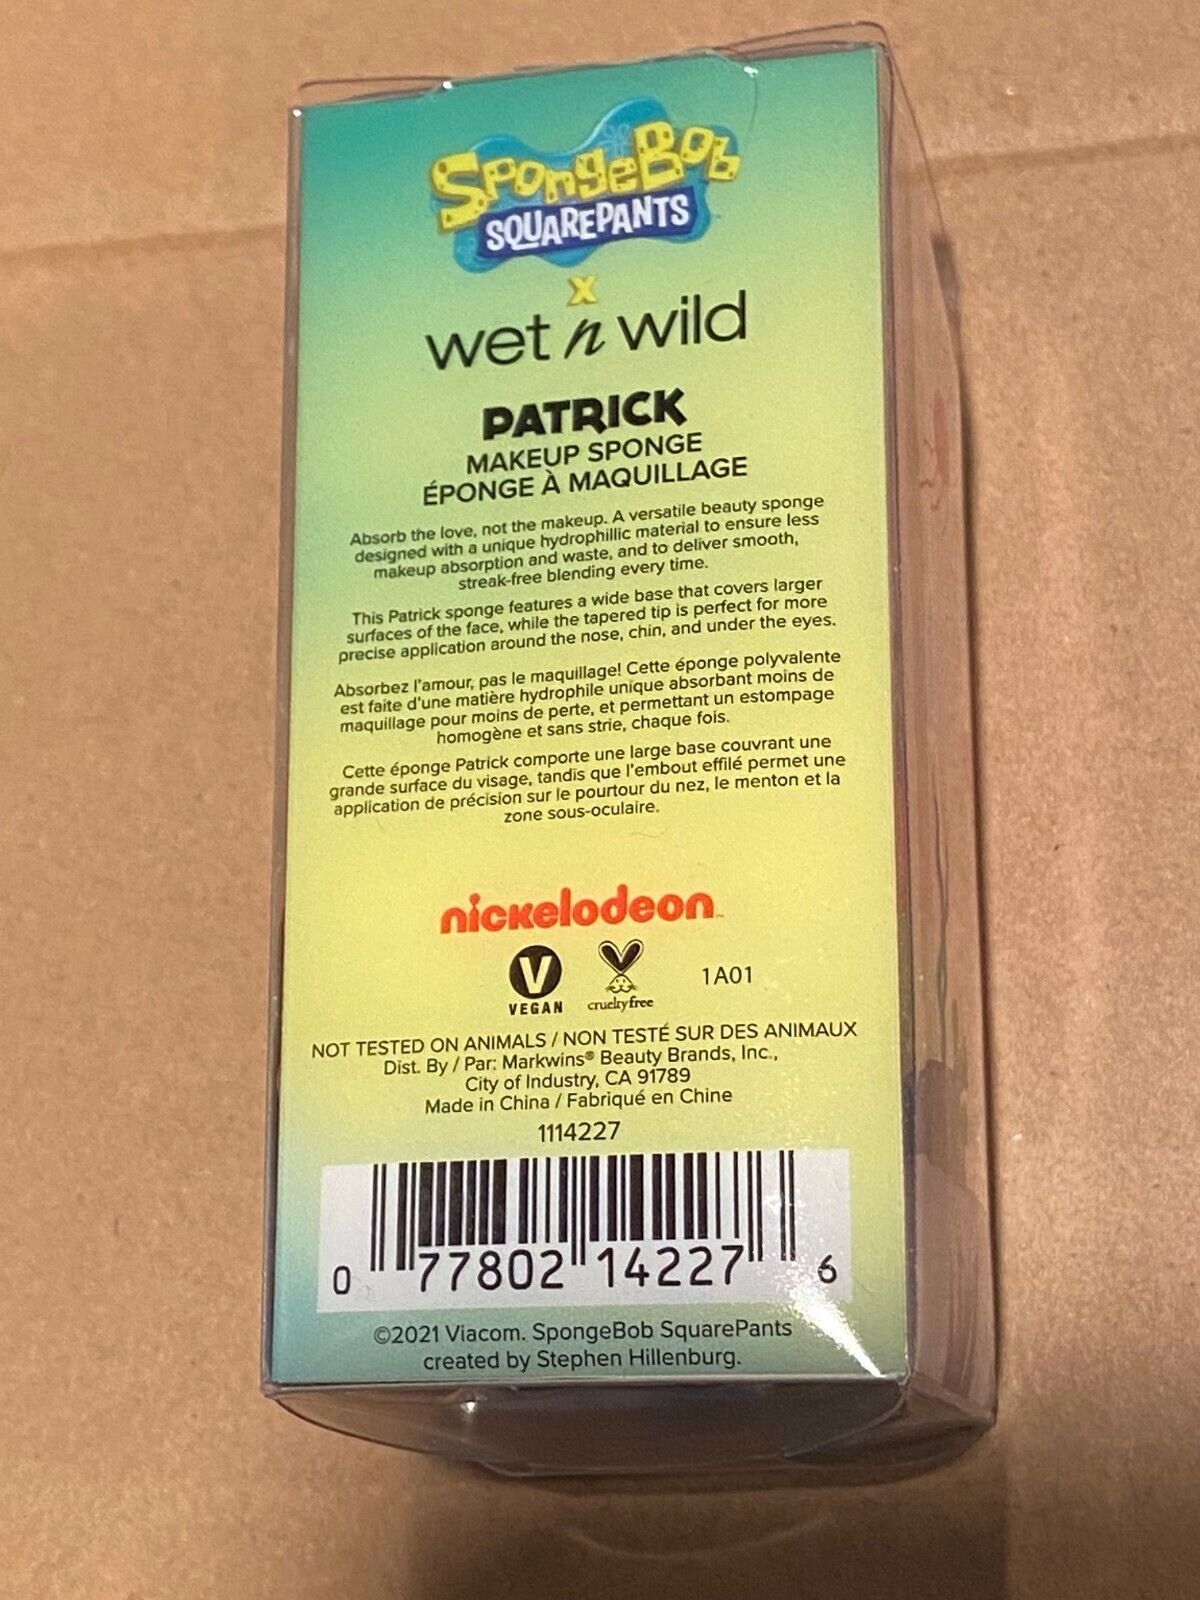 SpongeBob
SQUAREPANTS
x
wet n wild
PATRICK
MAKEUP SPONGE
ÉPONGE À MAQUILLAGE
Absorb the love, not the makeup. A versatile beauty sponge
designed with a unique hydrophillic material to ensure less
makeup absorption and waste, and to deliver smooth,
streak-free blending every time.
This Patrick sponge features a wide base that covers larger
surfaces of the face, while the tapered tip is perfect for more
precise application around the nose, chin, and under the eyes.
Absorbez l'amour, pas le maquillage! Cette éponge polyvalente
est faite d'une matière hydrophile unique absorbant moins de
maquillage pour moins de perte, et permettant un estompage
homogène et sans strie, chaque fois.
Cette éponge Patrick comporte une large base couvrant une
grande surface du visage, tandis que l'embout effilé permet une
application de précision sur le pourtour du nez, le menton et la
zone sous-oculaire.
nickelodeon
V
VEGAN
crueltyfree
1A01
NOT TESTED ON ANIMALS / NON TESTÉ SUR DES ANIMAUX
Dist. By / Par: Markwins® Beauty Brands, Inc.,
City of Industry, CA 91789
Made in China / Fabriqué en Chine
1114227
0 77802 14227 6
©2021 Viacom. SpongeBob SquarePants
created by Stephen Hillenburg.